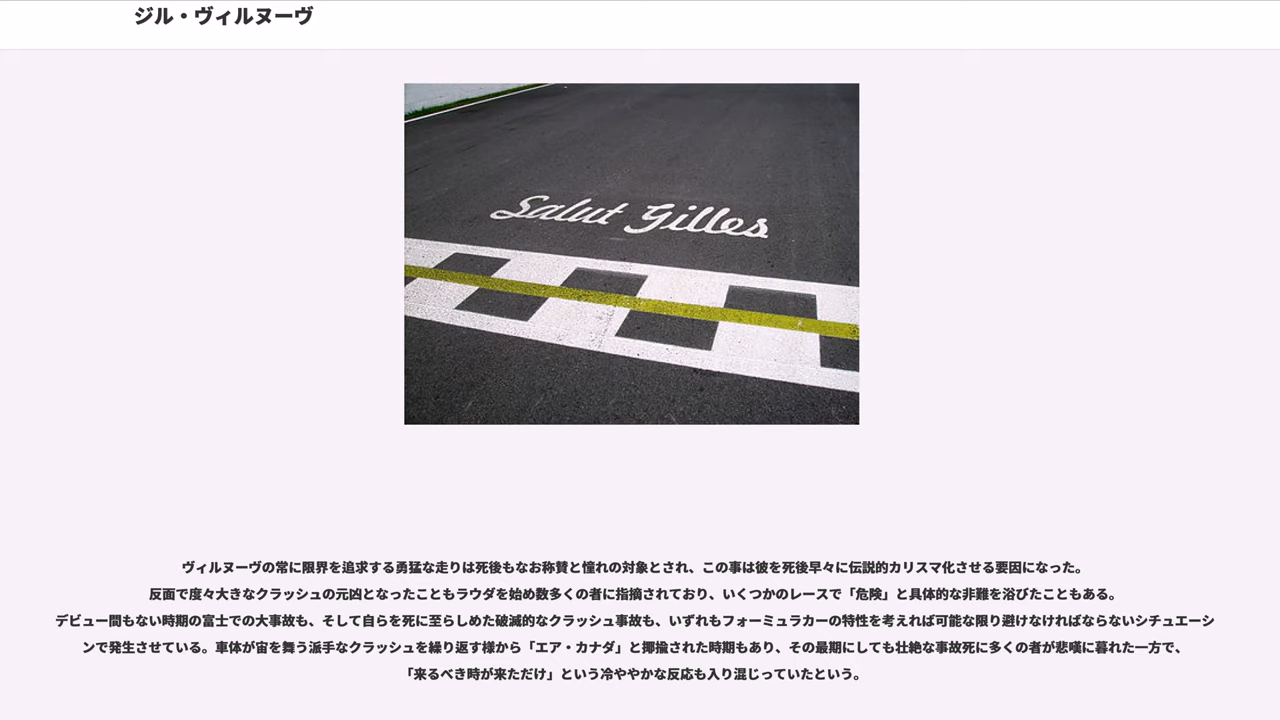 ジル・ヴィルヌーヴ
Salut Gilles
ヴィルヌーヴの常に限界を追求する勇猛な走りは死後もなお称賛と憧れの対象とされ、この事は彼を死後早々に伝説的カリスマ化させる要因になった。
反面で度々大きなクラッシュの元凶となったこともラウダを始め数多くの者に指摘されており、いくつかのレースで「危険」と具体的な非難を浴びたこともある。
デビュー間もない時期の富士での大事故も、そして自らを死に至らしめた破滅的なクラッシュ事故も、いずれもフォーミュラカーの特性を考えれば可能な限り避けなければならないシチュエーショ
ンで発生させている。車体が宙を舞う派手なクラッシュを繰り返す様から「エア・カナダ」と揶揄された時期もあり、その最期にしても壮絶な事故死に多くの者が悲嘆に暮れた一方で、
「来るべき時が来ただけ」という冷ややかな反応も入り混じっていたという。